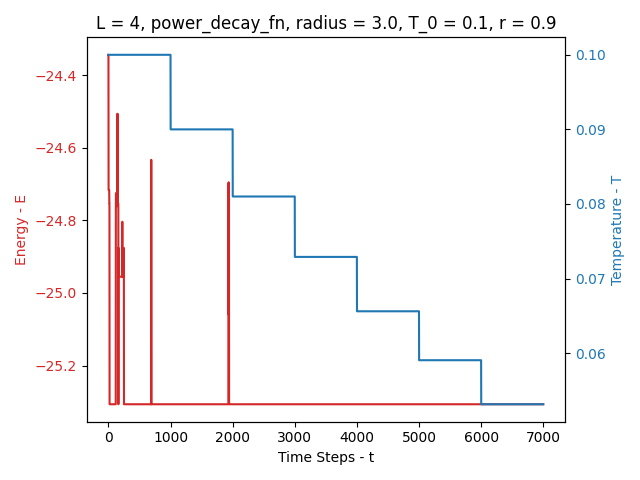 L = 4, power_decay_fn, radius = 3.0, T_0 = 0.1, r = 0.9
Energy - E
−24.4
−24.6
−24.8
−25.0
−25.2
0.10
0.09
0.08
0.07
0.06
Temperature - T
0 1000 2000 3000 4000 5000 6000 7000
Time Steps - t